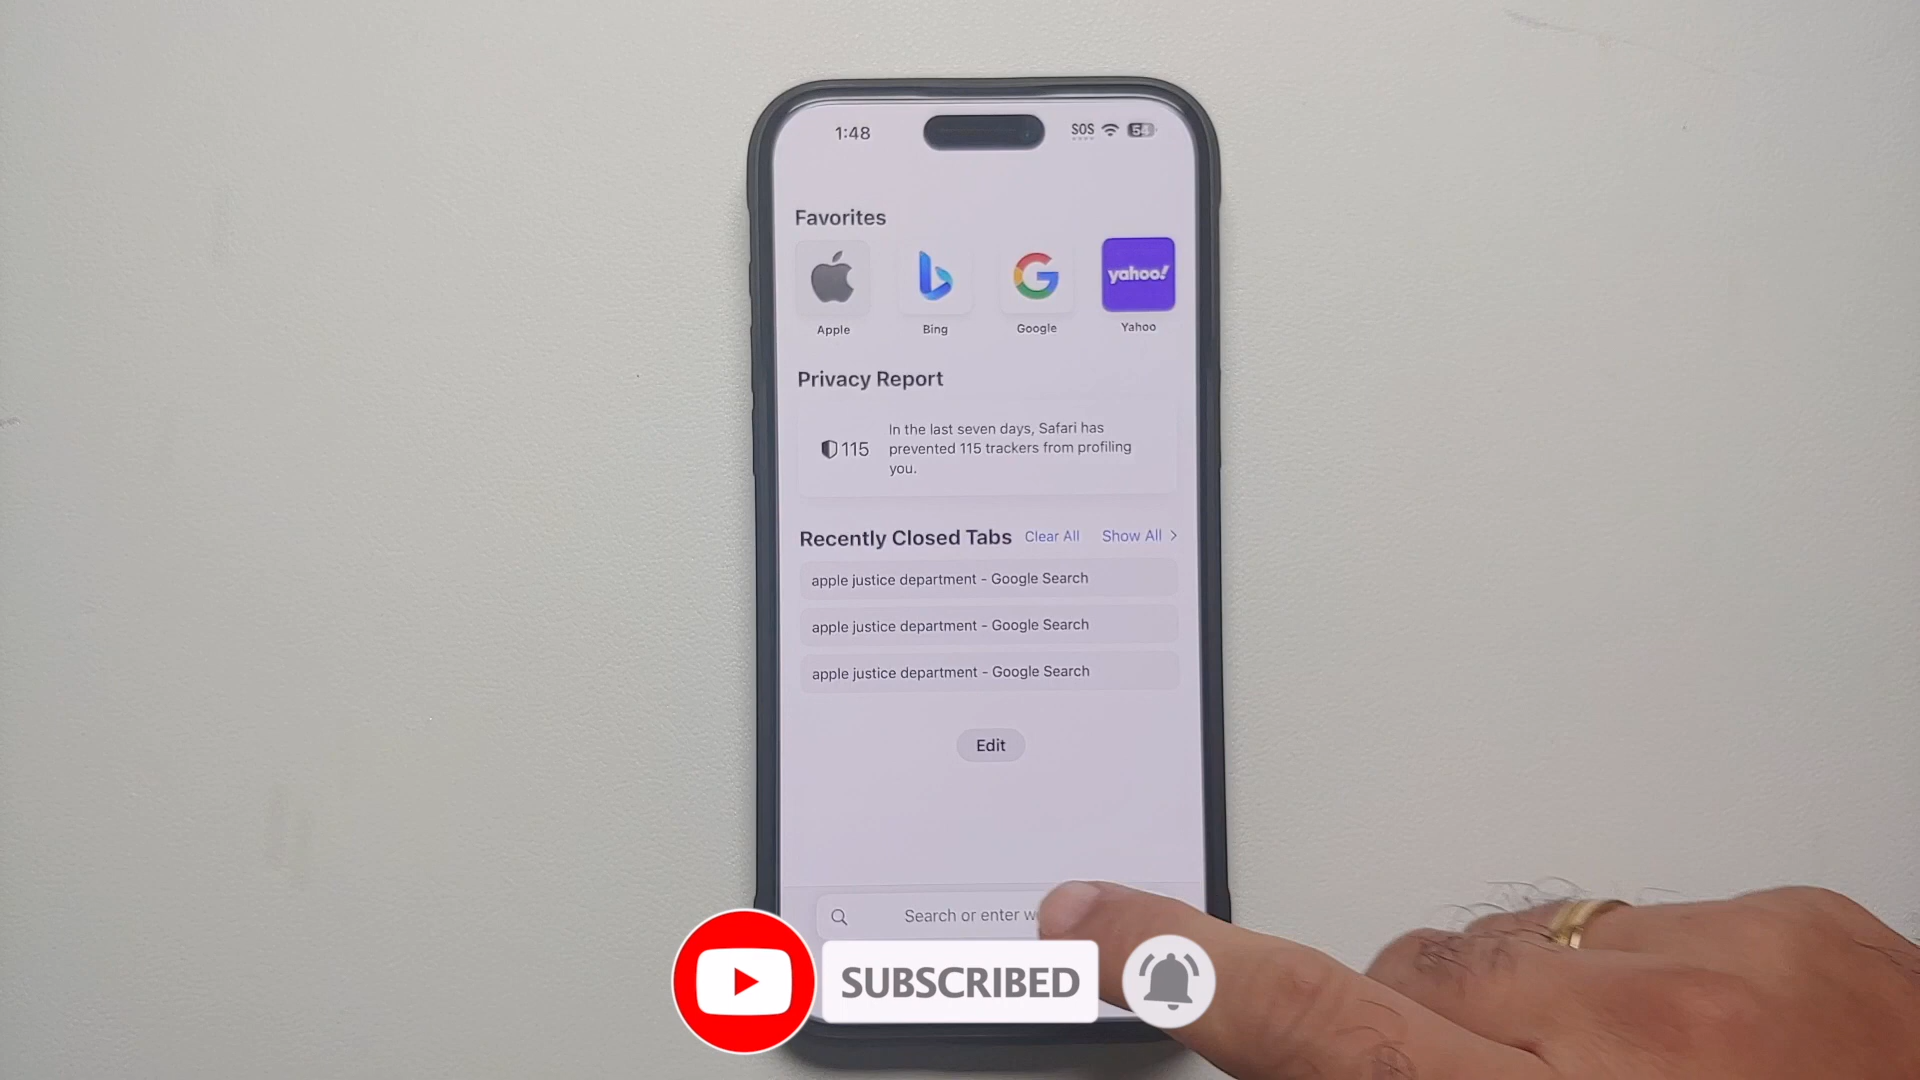 1:48
SOS
54
Favorites
yahoo!
Apple
Bing
Google
Yahoo
Privacy Report
115
In the last seven days, Safari has
prevented 115 trackers from profiling
you.
Recently Closed Tabs
Clear All
Show All >
apple justice department - Google Search
apple justice department - Google Search
apple justice department - Google Search
Edit
Search or enter
SUBSCRIBED